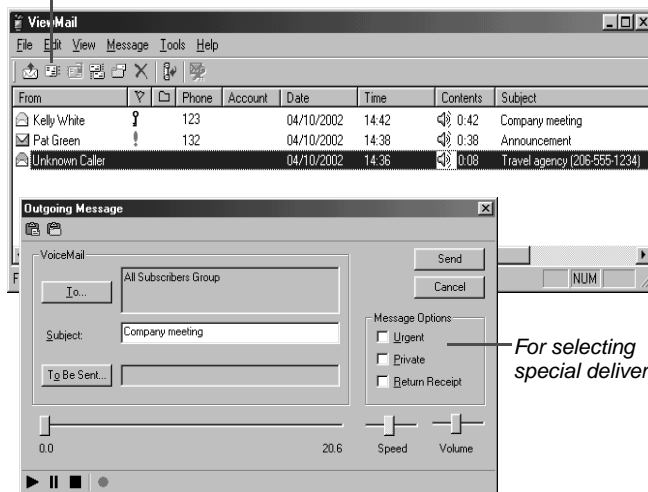 ViewMail
File Edit View Message Tools Help
From Phone Account Date Time Contents Subject
Kelly White 123 04/10/2002 14:42 0:42 Company meeting
Pat Green 132 04/10/2002 14:38 0:38 Announcement
Unknown Caller 04/10/2002 14:36 0:08 Travel agency (206-555-1234)
Outgoing Message
VoiceMail
To... All Subscribers Group
Subject: Company meeting
To Be Sent...
Send
Cancel
Message Options
Urgent
Private
Return Receipt
0.0 20.6 Speed Volume
F NUM
For selecting
special deliver